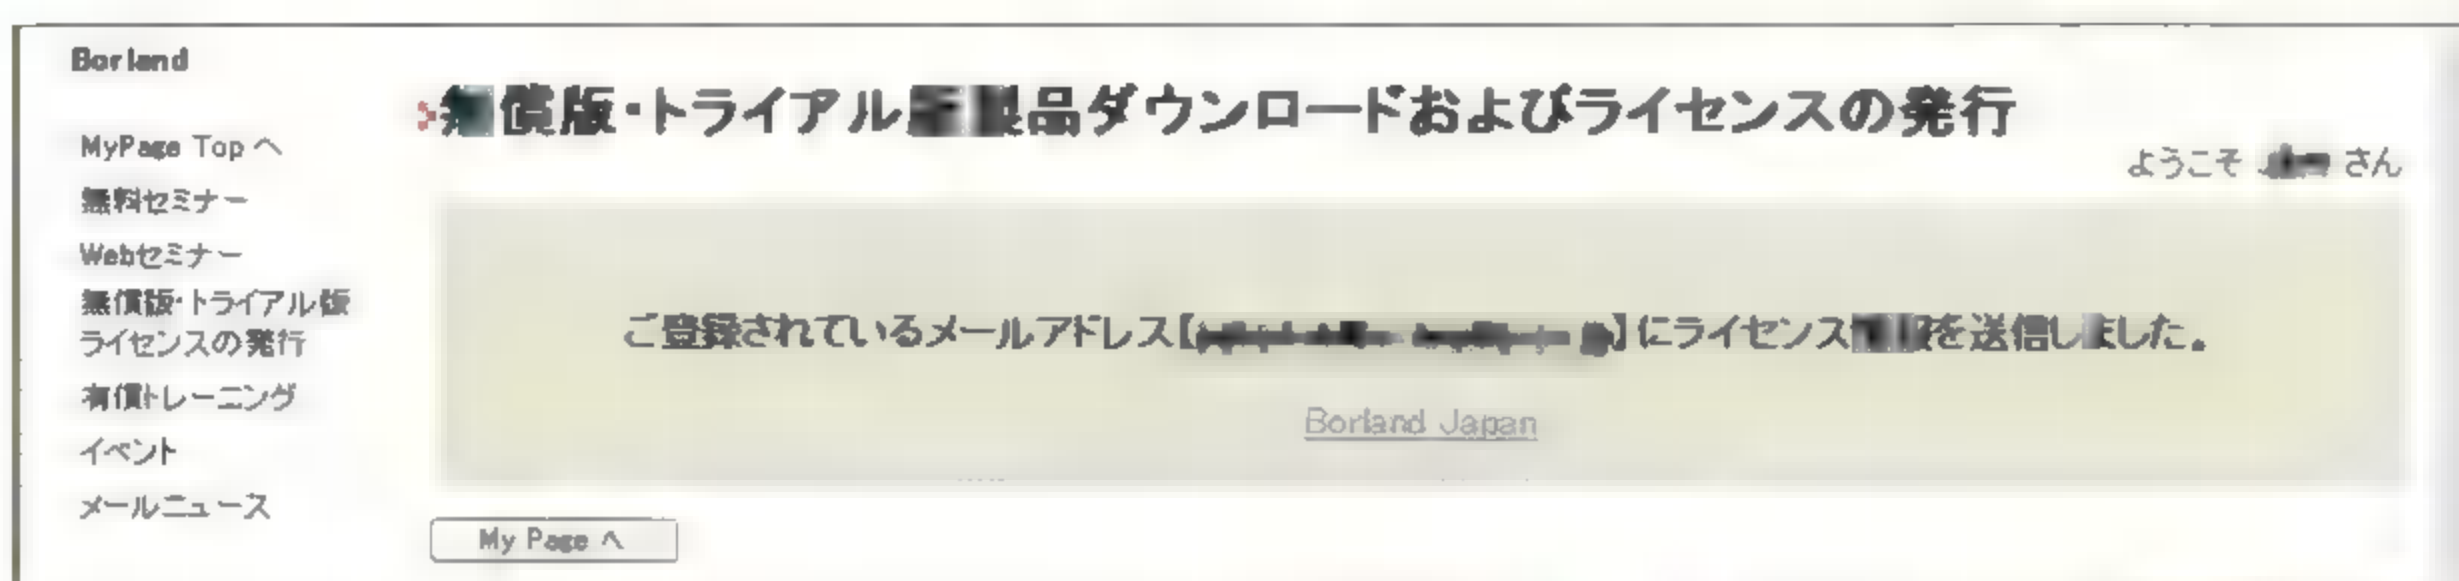 Borland
MyPage Top へ
無料セミナー
Webセミナー
無償版・トライアル版
ライセンスの発行
有償トレーニング
イベント
メールニュース
無償版・トライアル版製品ダウンロードおよびライセンスの発行
ようこそ さん
ご登録されているメールアドレス【 】にライセンス を送信しました。
Borland Japan
My Page へ